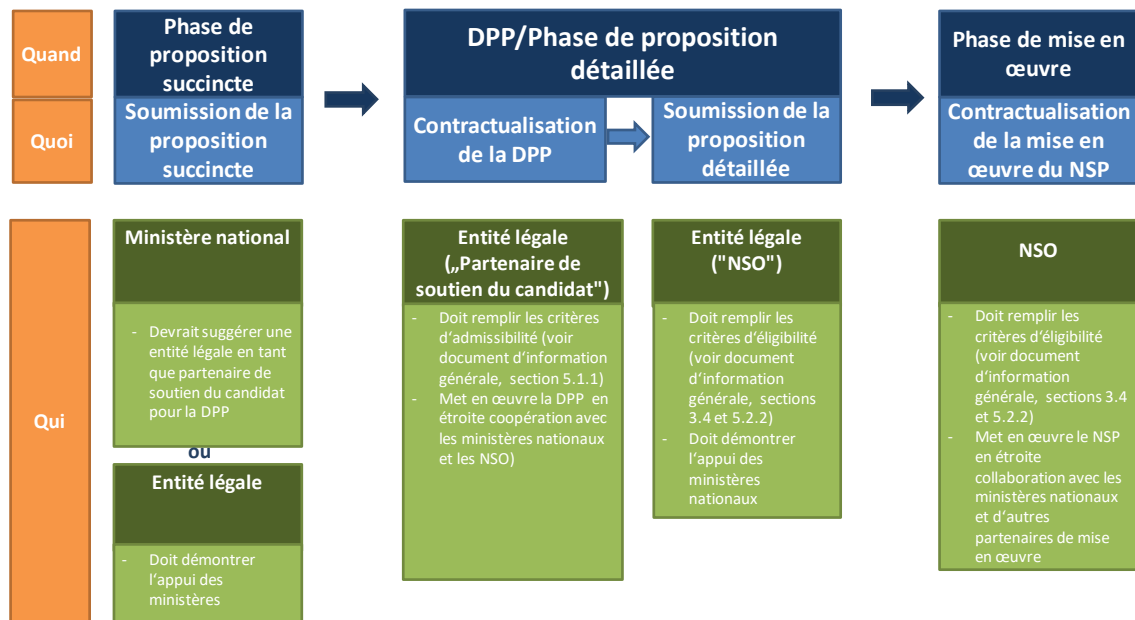 Quand
Phase de
proposition
succincte
DPP/Phase de proposition
détaillée
Phase de mise en
œuvre
Quoi
Soumission de la
proposition
succincte
Contractualisation
de la DPP
Soumission de la
proposition
détaillée
Contractualisation
de la mise en
œuvre du NSP
Qui
Ministère national
- Devrait suggérer une
entité légale en tant
que partenaire de
soutien du candidat
pour la DPP
ou
Entité légale
- Doit démontrer
l‘appui des
ministères
Entité légale
(„Partenaire de
soutien du candidat")
- Doit remplir les critères
d‘admissibilité (voir
document d‘information
générale, section 5.1.1)
- Met en œuvre la DPP en
étroite coopération avec
les ministères nationaux
et les NSO)
Entité légale
("NSO")
- Doit remplir les
critères d‘éligibilité
(voir document
d‘information
générale, sections
3.4 et 5.2.2)
- Doit démontrer
l‘appui des
ministères
nationaux
NSO
- Doit remplir les
critères d‘éligibilité
(voir document
d‘information
générale, sections 3.4
et 5.2.2)
- Met en œuvre le NSP
en étroite
collaboration avec les
ministères nationaux
et d‘autres
partenaires de mise
en œuvre